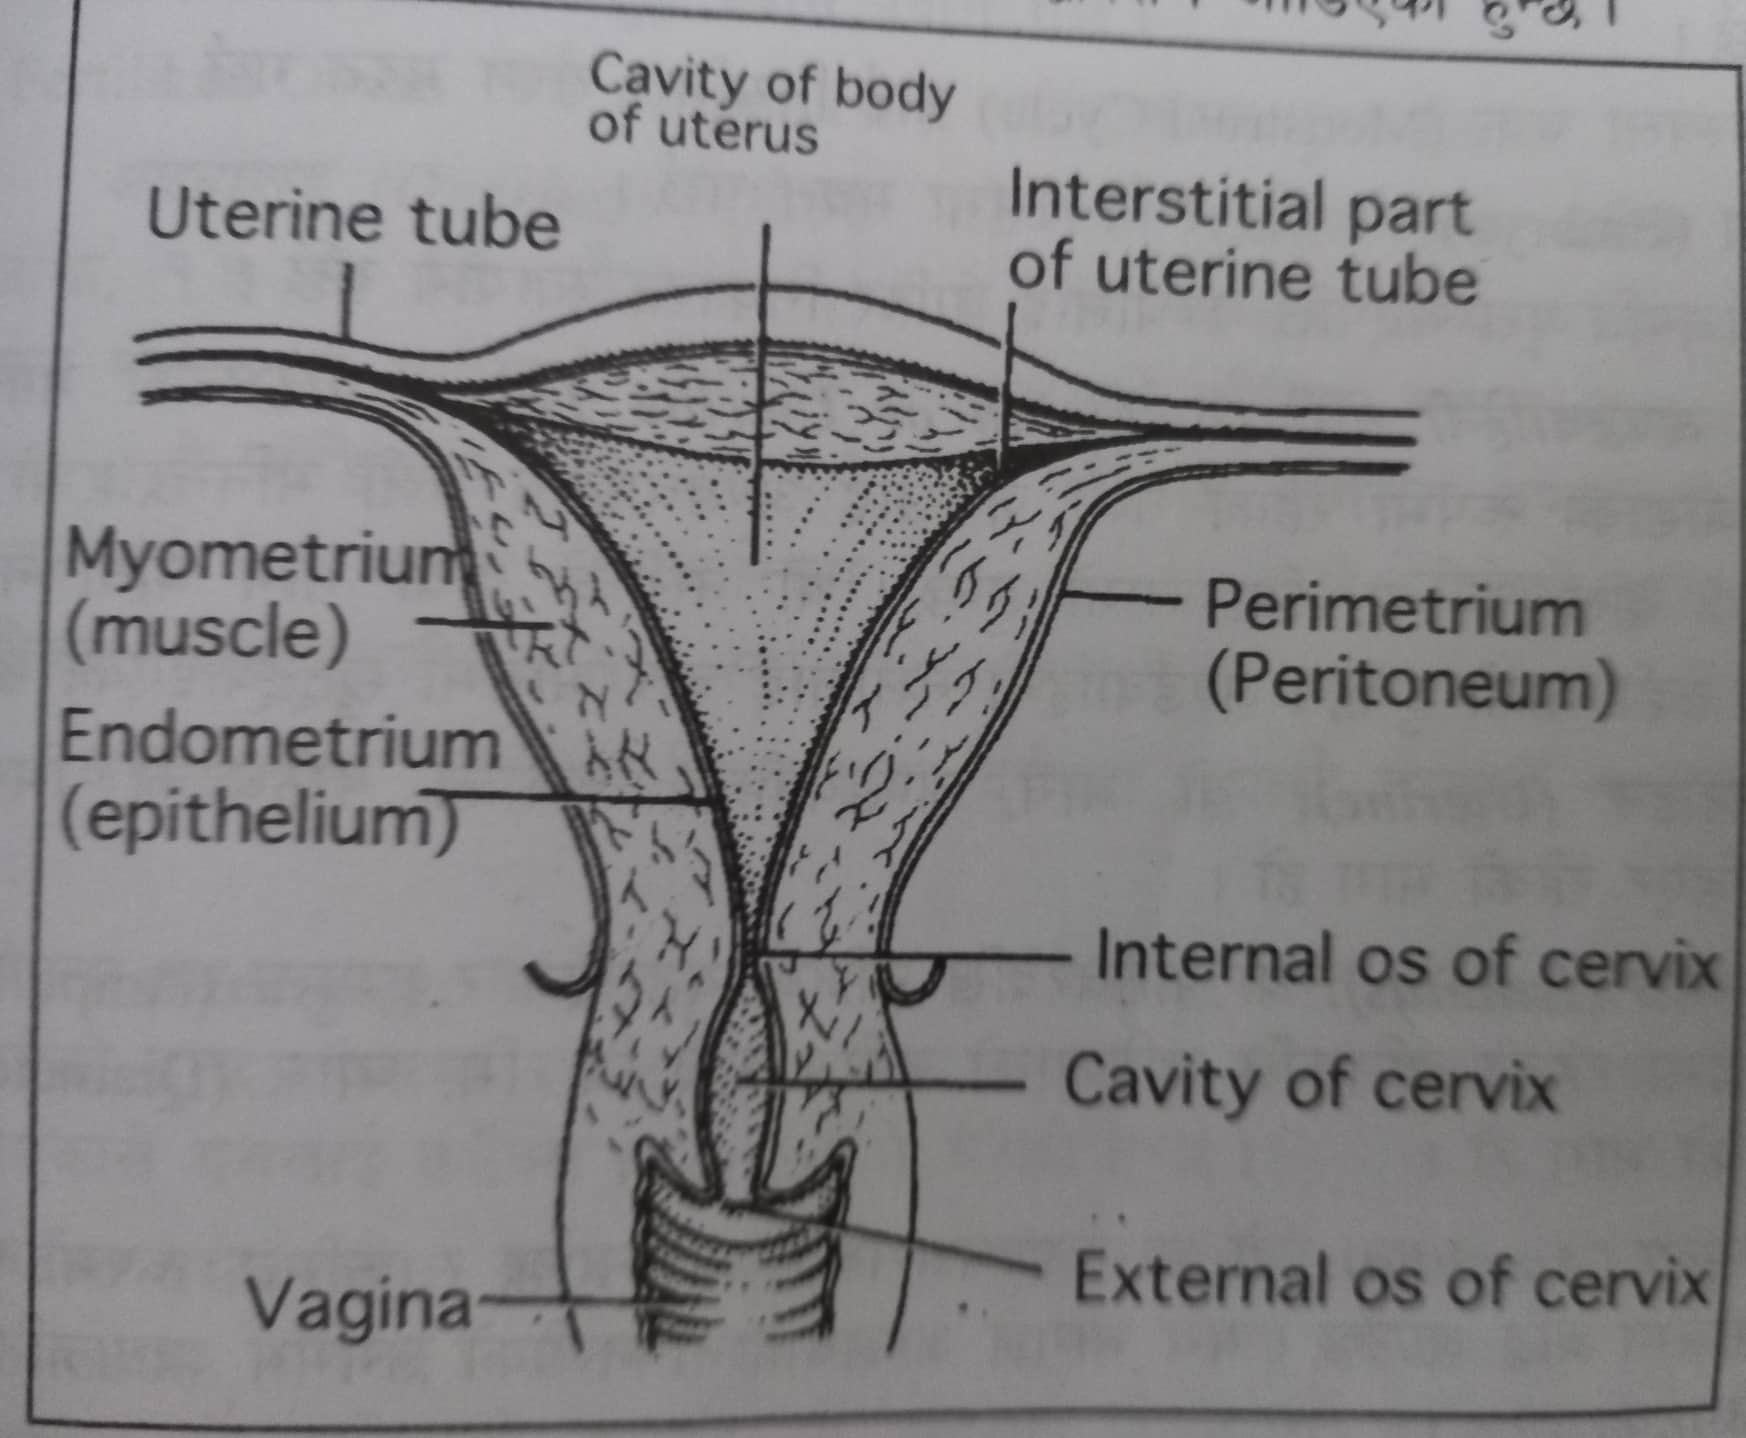 हुन्छ ।
Cavity of body
of uterus
Uterine tube
Interstitial part
of uterine tube
Myometrium
(muscle)
Perimetrium
(Peritoneum)
Endometrium
(epithelium)
Internal os of cervix
Cavity of cervix
External os of cervix
Vagina